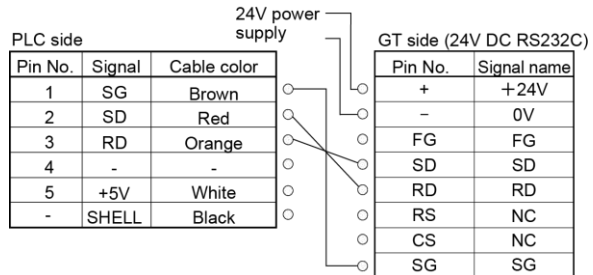 24V power
supply
PLC side
GT side (24V DC RS232C)
Pin No. Signal Cable color
1 SG Brown
2 SD Red
3 RD Orange
4 - -
5 +5V White
- SHELL Black
Pin No. Signal name
+ +24V
- 0V
FG FG
SD SD
RD RD
RS NC
CS NC
SG SG